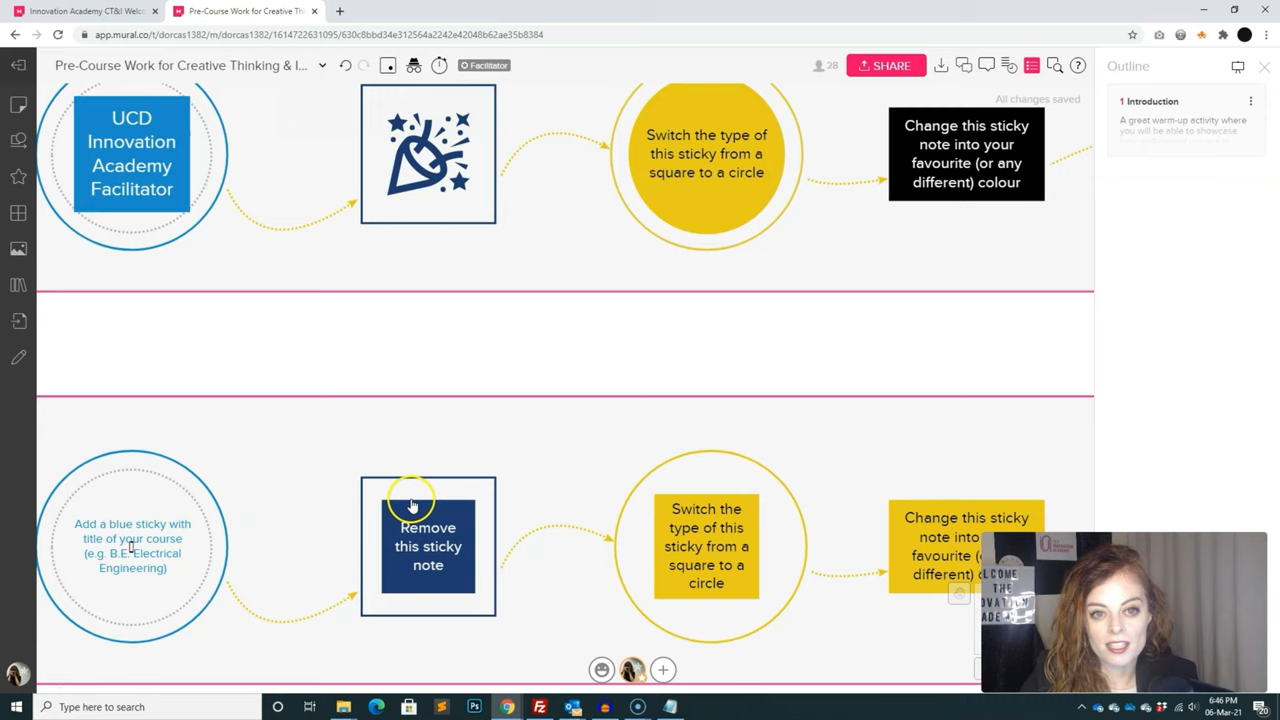 Innovation Academy CT&I Welco
Pre-Course Work for Creative Thin
app.mural.co/t/dorcas1382/m/dorcas1382/1614722631095/630c8bbd34e312564a2242e42048b62ae35b8384
Pre-Course Work for Creative Thinking & I...
Facilitator
28
SHARE
Outline
All changes saved
1 Introduction
A great warm-up activity where
you will be able to showcase
UCD
Innovation
Academy
Facilitator
Switch the type of
this sticky from a
square to a circle
Change this sticky
note into your
favourite (or any
different) colour
Add a blue sticky with
title of your course
(e.g. B.E. Electrical
Engineering)
Remove
this sticky
note
Switch the
type of this
sticky from a
square to a
circle
Change this sticky
note into
favourite (
different)
Type here to search
6:46 PM
06-Mar-21
20